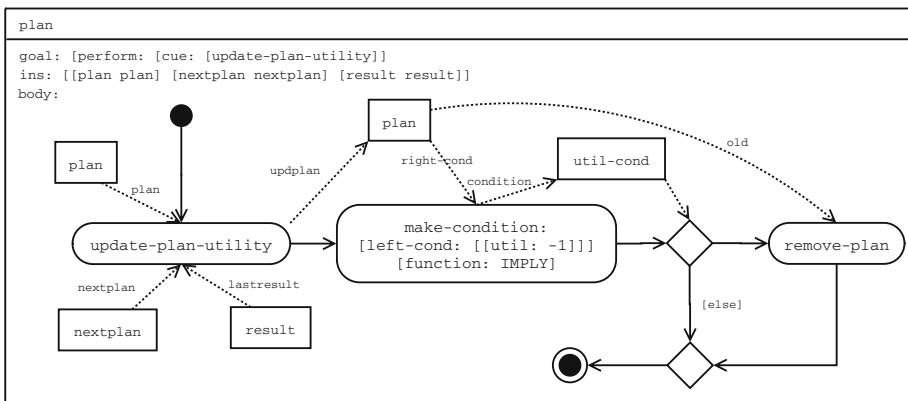 plan
goal: [perform: [cue: [update-plan-utility]]
ins: [[plan plan] [nextplan nextplan] [result result]]
body:
plan
old
plan
right-cond
util-cond
updplan
condition
plan
make-condition:
[left-cond: [[util: -1]]]
[function: IMPLY]
update-plan-utility
remove-plan
nextplan
lastresult
[else]
nextplan
result